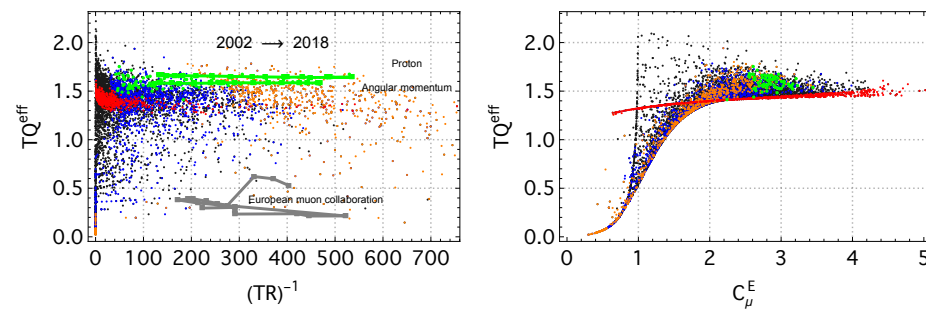 2002 → 2018
Proton
Angular momentum
European muon collaboration
TQ^eff
2.0
1.5
1.0
0.5
0.0
0 100 200 300 400 500 600 700
(TR)^−1
TQ^eff
2.0
1.5
1.0
0.5
0.0
0 1 2 3 4 5
C_μ^E